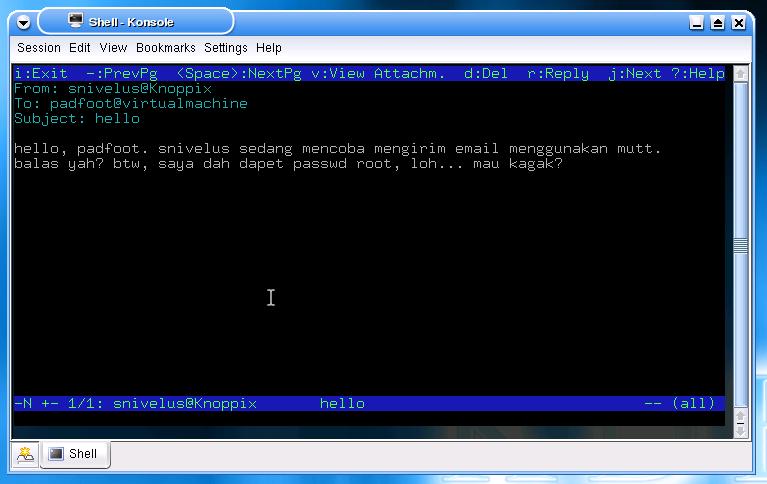 Shell - Konsole
Session Edit View Bookmarks Settings Help
i:Exit -:PrevPg <Space>:NextPg v:View Attachm. d:Del r:Reply j:Next ?:Help
From: snivelus@Knoppix
To: padfoot@virtualmachine
Subject: hello
hello, padfoot. snivelus sedang mencoba mengirim email menggunakan mutt.
balas yah? btw, saya dah dapet passwd root, loh... mau kagak?
-N +- 1/1: snivelus@Knoppix hello -- (all)
Shell